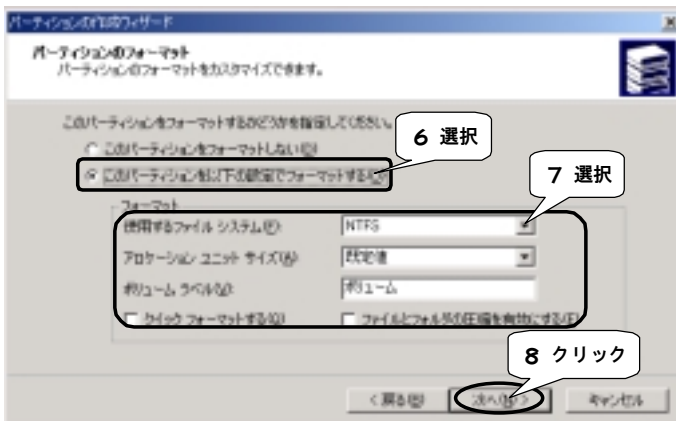 パーティションの作成ウィザード
パーティションのフォーマット
パーティションのフォーマットをカスタマイズできます。
このパーティションをフォーマットするかどうかを指定してください。
6 選択
このパーティションをフォーマットしない(D)
このパーティションを以下の設定でフォーマットする(O)
7 選択
フォーマット
使用するファイル システム(F):
NTFS
アロケーション ユニット サイズ(A):
既定値
ボリューム ラベル(V):
ボリューム
クイック フォーマットする(Q)
ファイルとフォルダの圧縮を有効にする(E)
8 クリック
< 戻る(B)
次へ(N) >
キャンセル